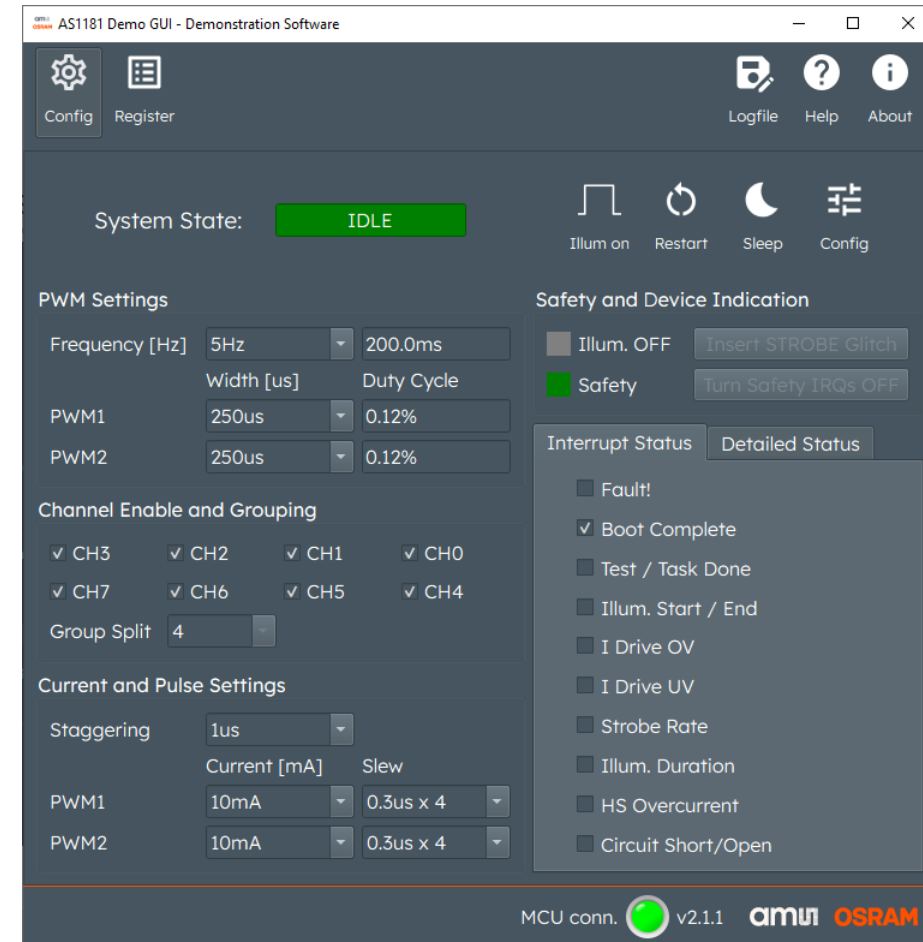 am OSRAM AS1181 Demo GUI - Demonstration Software
Config Register Logfile Help About
System State: IDLE
Illum on Restart Sleep Config
PWM Settings
Frequency [Hz] 5Hz 200.0ms
Width [us] Duty Cycle
PWM1 250us 0.12%
PWM2 250us 0.12%
Channel Enable and Grouping
CH3 CH2 CH1 CH0
CH7 CH6 CH5 CH4
Group Split 4
Current and Pulse Settings
Staggering 1us
Current [mA] Slew
PWM1 10mA 0.3us x 4
PWM2 10mA 0.3us x 4
Safety and Device Indication
Illum. OFF Insert STROBE Glitch
Safety Turn Safety IRQs OFF
Interrupt Status Detailed Status
Fault!
Boot Complete
Test / Task Done
Illum. Start / End
I Drive OV
I Drive UV
Strobe Rate
Illum. Duration
HS Overcurrent
Circuit Short/Open
MCU conn. v2.1.1 amu OSRAM